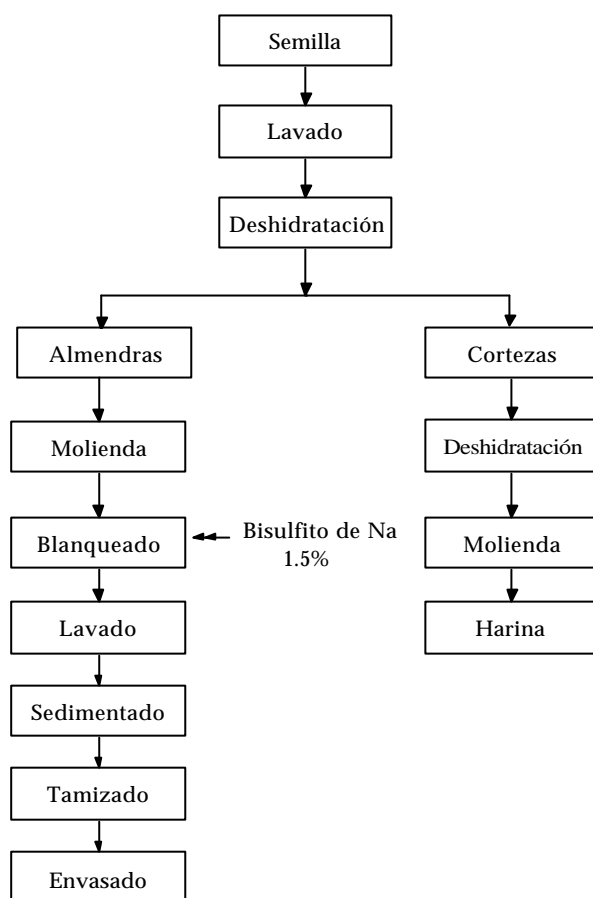 Semilla
Lavado
Deshidratación
Almendras
Cortezas
Molienda
Deshidratación
Blanqueado
Bisulfito de Na
1.5%
Molienda
Lavado
Harina
Sedimentado
Tamizado
Envasado